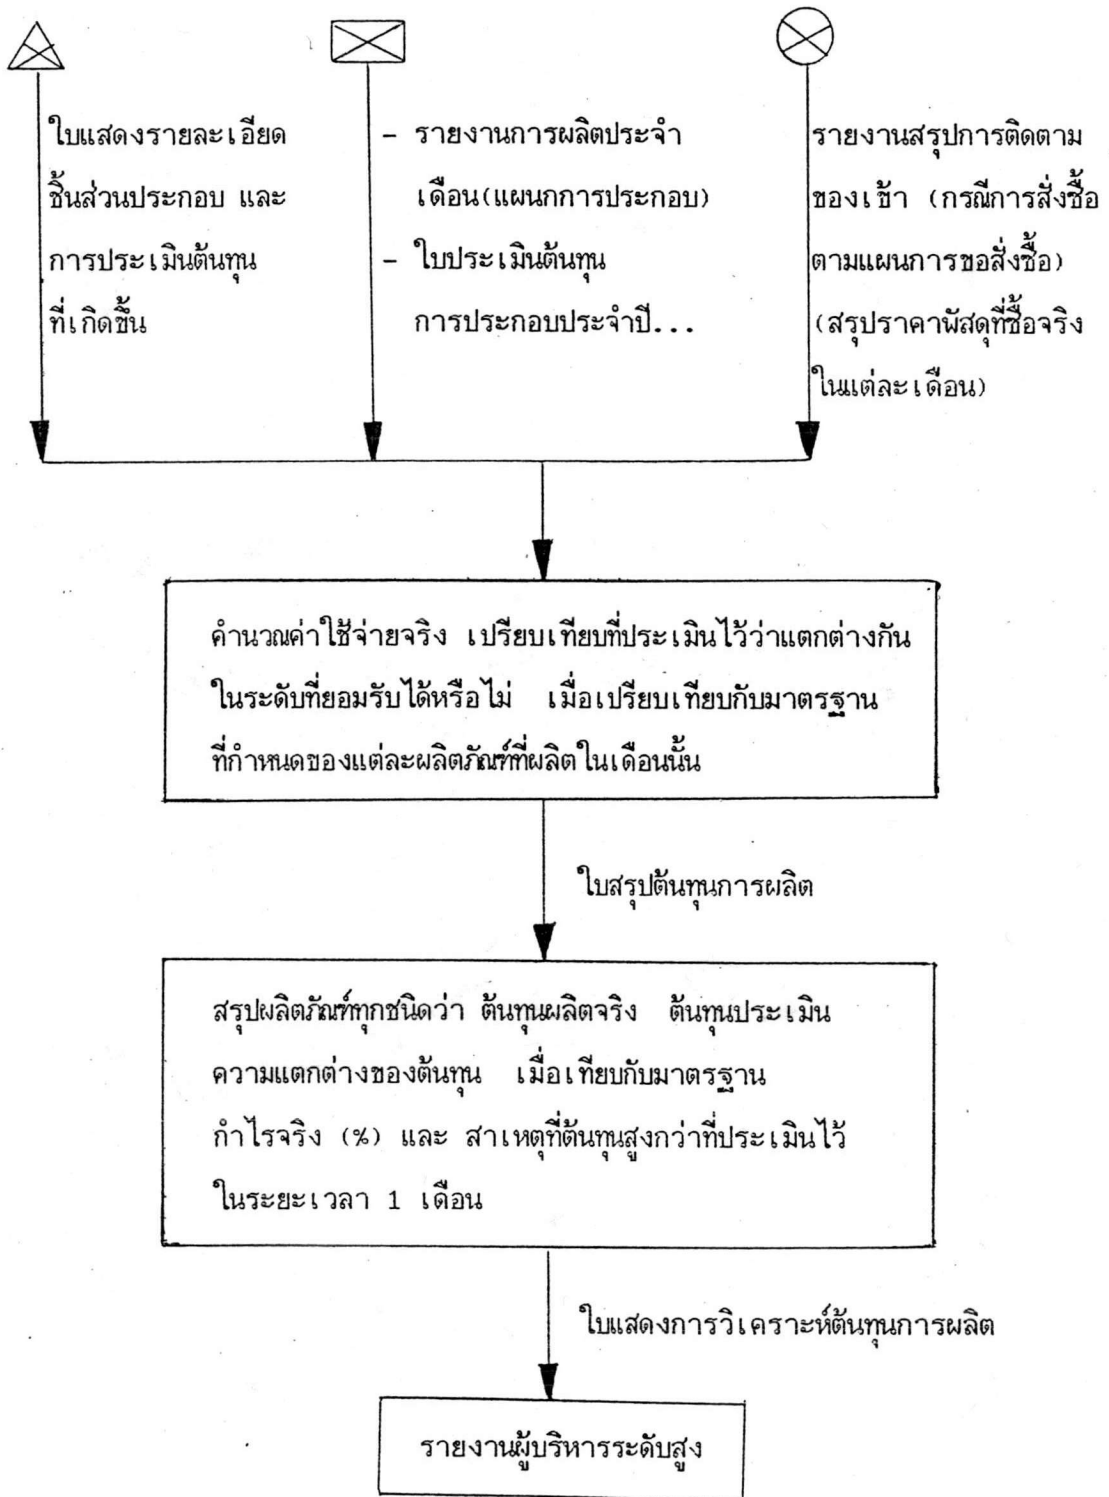 ใบแสดงรายละเอียด
ชิ้นส่วนประกอบ และ
การประเมินต้นทุน
ที่เกิดขึ้น
- รายงานการผลิตประจำ
เดือน(แผนกการประกอบ)
- ใบประเมินต้นทุน
การประกอบประจำปี...
รายงานสรุปการติดตาม
ของเข้า (กรณีการสั่งซื้อ
ตามแผนการขอสั่งซื้อ)
(สรุปราคาพัสดุที่ซื้อจริง
ในแต่ละเดือน)
คำนวณค่าใช้จ่ายจริง เปรียบเทียบที่ประเมินไว้ว่าแตกต่างกัน
ในระดับที่ยอมรับได้หรือไม่ เมื่อเปรียบเทียบกับมาตรฐาน
ที่กำหนดของแต่ละผลิตภัณฑ์ที่ผลิตในเดือนนั้น
ใบสรุปต้นทุนการผลิต
สรุปผลิตภัณฑ์ทุกชนิดว่า ต้นทุนผลิตจริง ต้นทุนประเมิน
ความแตกต่างของต้นทุน เมื่อเทียบกับมาตรฐาน
กำไรจริง (%) และ สาเหตุที่ต้นทุนสูงกว่าที่ประเมินไว้
ในระยะเวลา 1 เดือน
ใบแสดงการวิเคราะห์ต้นทุนการผลิต
รายงานผู้บริหารระดับสูง